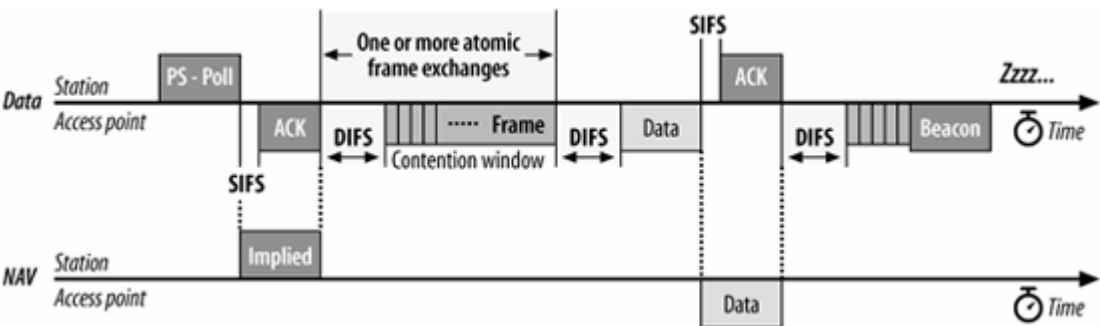 SIFS
One or more atomic
frame exchanges
PS - Poll
ACK
Zzzz...
Station
Data
Access point
ACK
DIFS
..... Frame
DIFS
Data
DIFS
Beacon
Time
Contention window
SIFS
Implied
Station
NAV
Access point
Data
Time